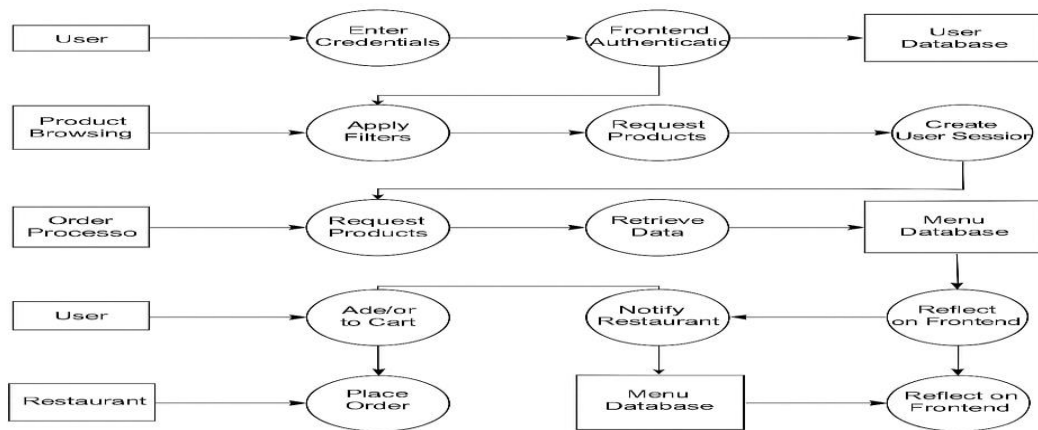 User
Enter
Credentials
Frontend
Authenticatio
User
Database
Product
Browsing
Apply
Filters
Request
Products
Create
User Session
Order
Processo
Request
Products
Retrieve
Data
Menu
Database
User
Ade/or
to Cart
Notify
Restaurant
Reflect
on Frontend
Restaurant
Place
Order
Menu
Database
Reflect on
Frontend